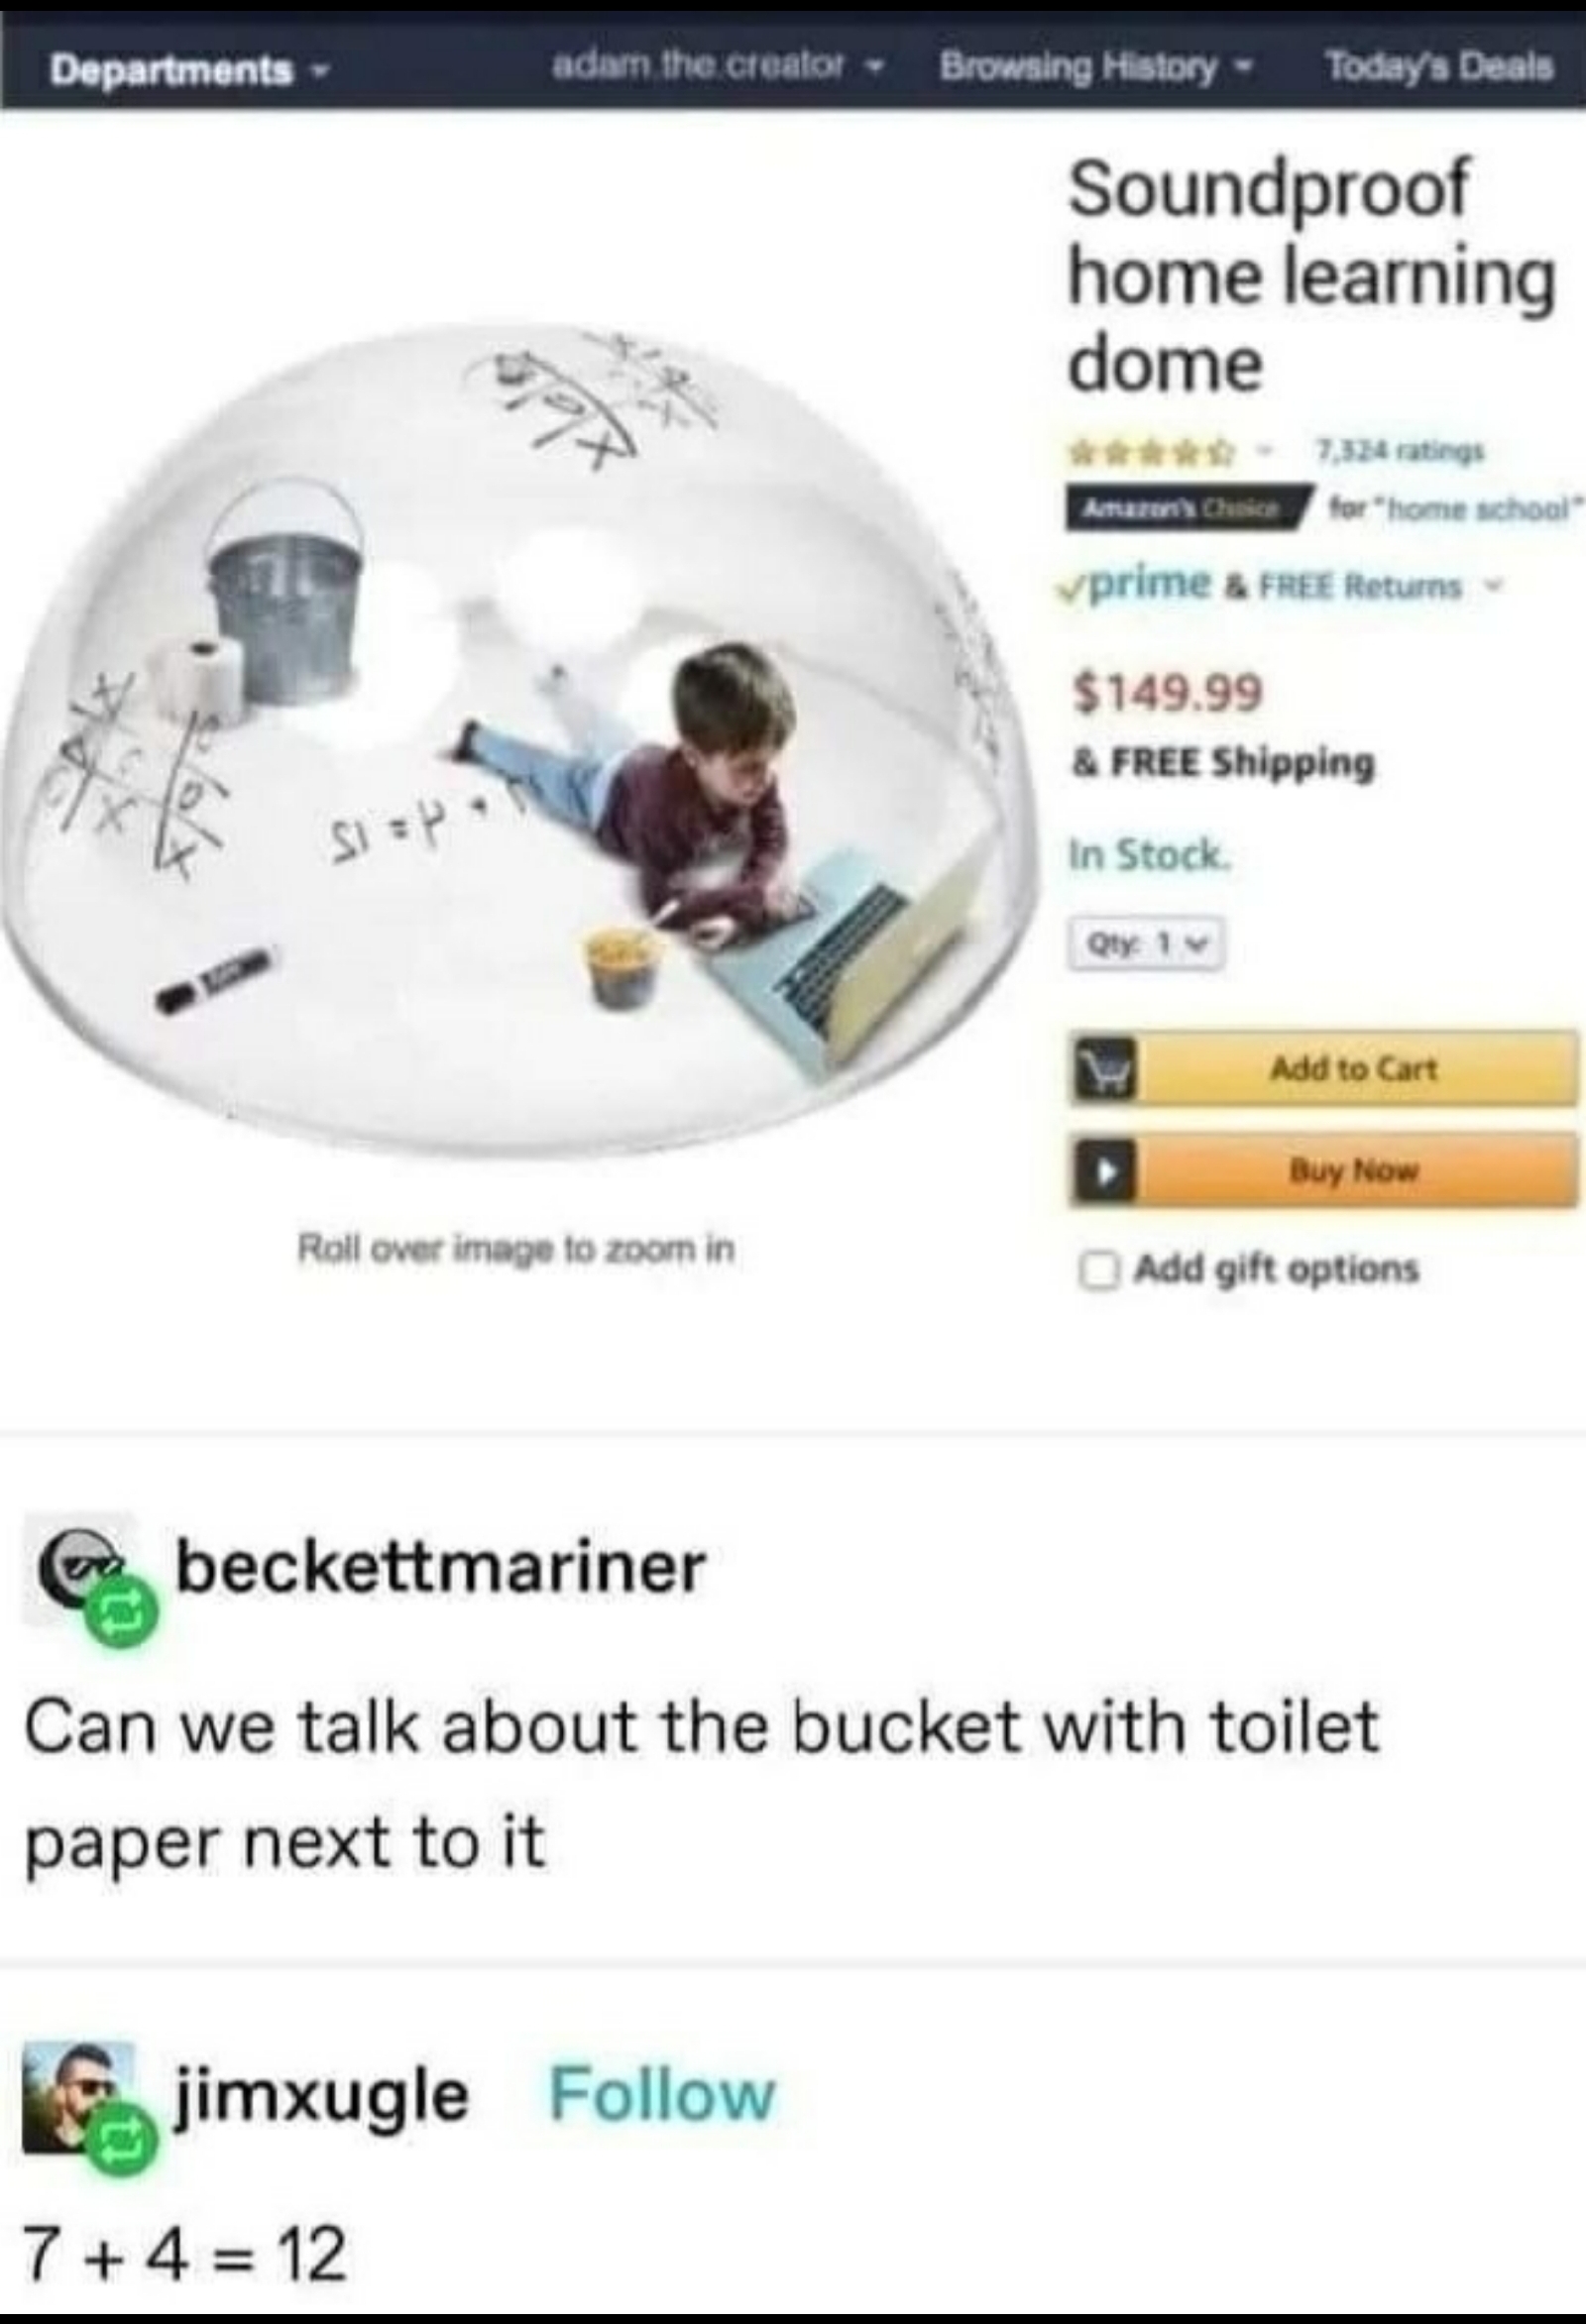 Departments adam.the.creator Browsing History Today's Deals
Soundproof
home learning
dome
7,324 ratings
Amazon's Choice for "home school"
prime & FREE Returns
$149.99
& FREE Shipping
In Stock.
Qty: 1
Add to Cart
Buy Now
Add gift options
7 + 4 = 12
Roll over image to zoom in
beckettmariner
Can we talk about the bucket with toilet
paper next to it
jimxugle Follow
7 + 4 = 12